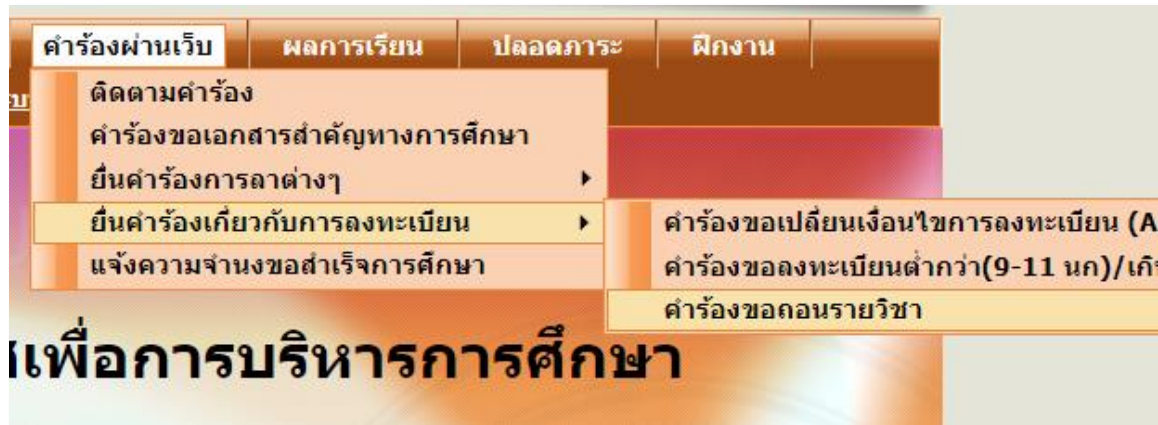 คำร้องผ่านเว็บ ผลการเรียน ปลอดภาระ ฝึกงาน
ติดตามคำร้อง
คำร้องขอเอกสารสำคัญทางการศึกษา
ยื่นคำร้องการลาต่างๆ
ยื่นคำร้องเกี่ยวกับการลงทะเบียน
แจ้งความจำนงขอสำเร็จการศึกษา
คำร้องขอเปลี่ยนเงื่อนไขการลงทะเบียน (A
คำร้องขอลงทะเบียนต่ำกว่า(9-11 นก)/เกิ
คำร้องขอถอนรายวิชา
เพื่อการบริหารการศึกษา